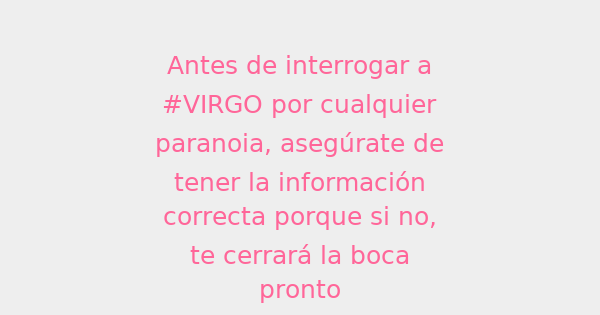 Antes de interrogar a
#VIRGO por cualquier
paranoia, asegúrate de
tener la información
correcta porque si no,
te cerrará la boca
pronto